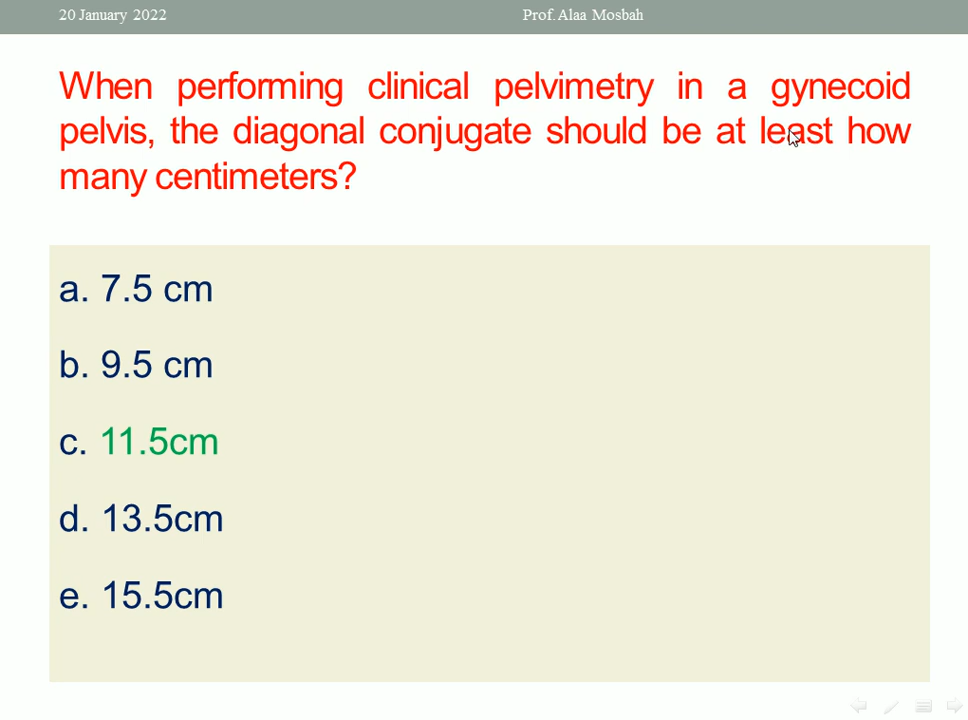 20 January 2022 Prof. Alaa Mosbah
When performing clinical pelvimetry in a gynecoid
pelvis, the diagonal conjugate should be at least how
many centimeters?
a. 7.5 cm
b. 9.5 cm
c. 11.5cm
d. 13.5cm
e. 15.5cm